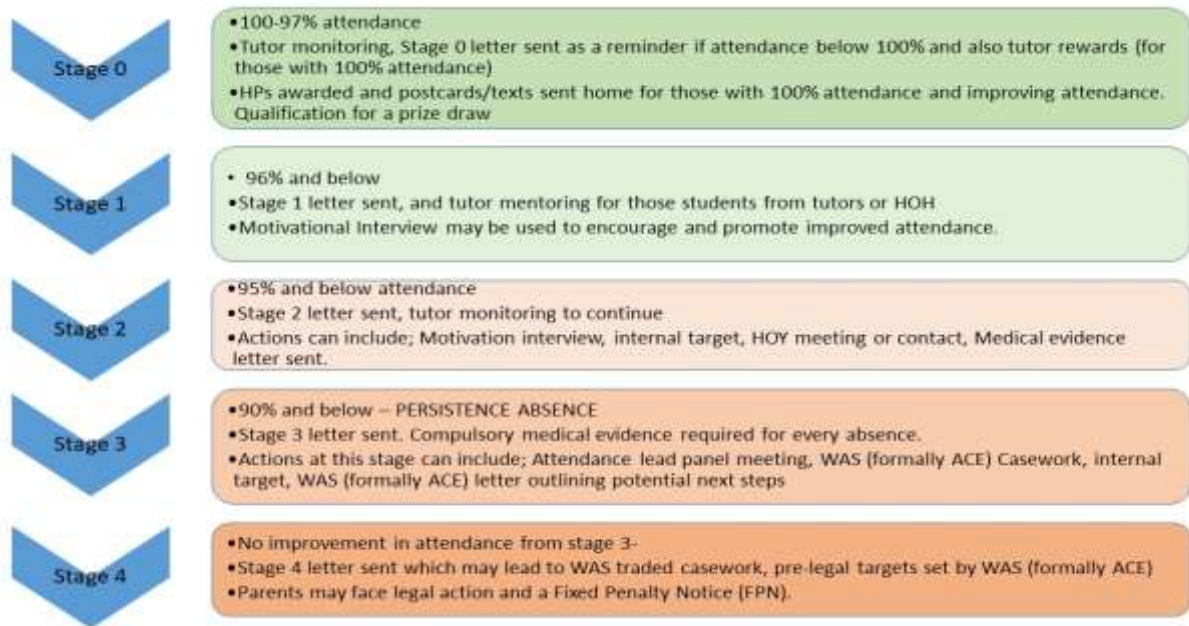 Stage 0
•100-97% attendance
•Tutor monitoring, Stage 0 letter sent as a reminder if attendance below 100% and also tutor rewards (for
those with 100% attendance)
•HPs awarded and postcards/texts sent home for those with 100% attendance and improving attendance.
Qualification for a prize draw
Stage 1
• 96% and below
•Stage 1 letter sent, and tutor mentoring for those students from tutors or HOH
•Motivational Interview may be used to encourage and promote improved attendance.
Stage 2
•95% and below attendance
•Stage 2 letter sent, tutor monitoring to continue
•Actions can include; Motivation interview, internal target, HOY meeting or contact, Medical evidence
letter sent.
Stage 3
•90% and below – PERSISTENCE ABSENCE
•Stage 3 letter sent. Compulsory medical evidence required for every absence.
•Actions at this stage can include; Attendance lead panel meeting, WAS (formally ACE) Casework, internal
target, WAS (formally ACE) letter outlining potential next steps
Stage 4
•No improvement in attendance from stage 3-
•Stage 4 letter sent which may lead to WAS traded casework, pre-legal targets set by WAS (formally ACE)
•Parents may face legal action and a Fixed Penalty Notice (FPN).